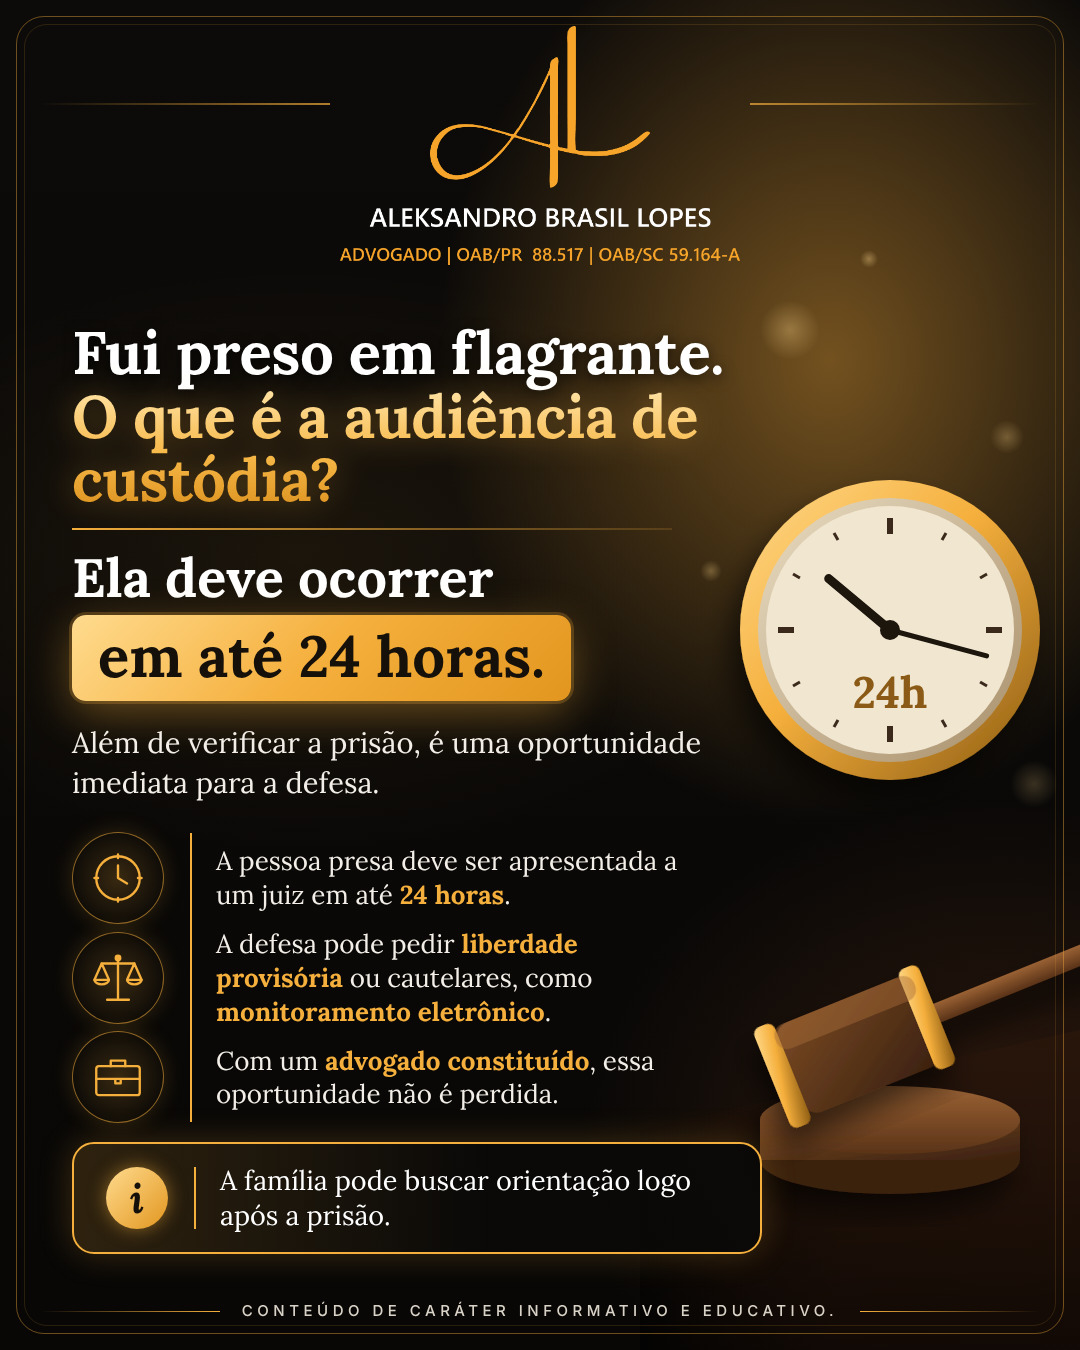 AL
ALEKSANDRO BRASIL LOPES
ADVOGADO | OAB/PR 88.517 | OAB/SC 59.164-A
Fui preso em flagrante.
O que é a audiência de
custódia?
Ela deve ocorrer
em até 24 horas.
24h
Além de verificar a prisão, é uma oportunidade
imediata para a defesa.
A pessoa presa deve ser apresentada a
um juiz em até 24 horas.
A defesa pode pedir liberdade
provisória ou cautelares, como
monitoramento eletrônico.
Com um advogado constituído, essa
oportunidade não é perdida.
i
A família pode buscar orientação logo
após a prisão.
CONTEÚDO DE CARÁTER INFORMATIVO E EDUCATIVO.